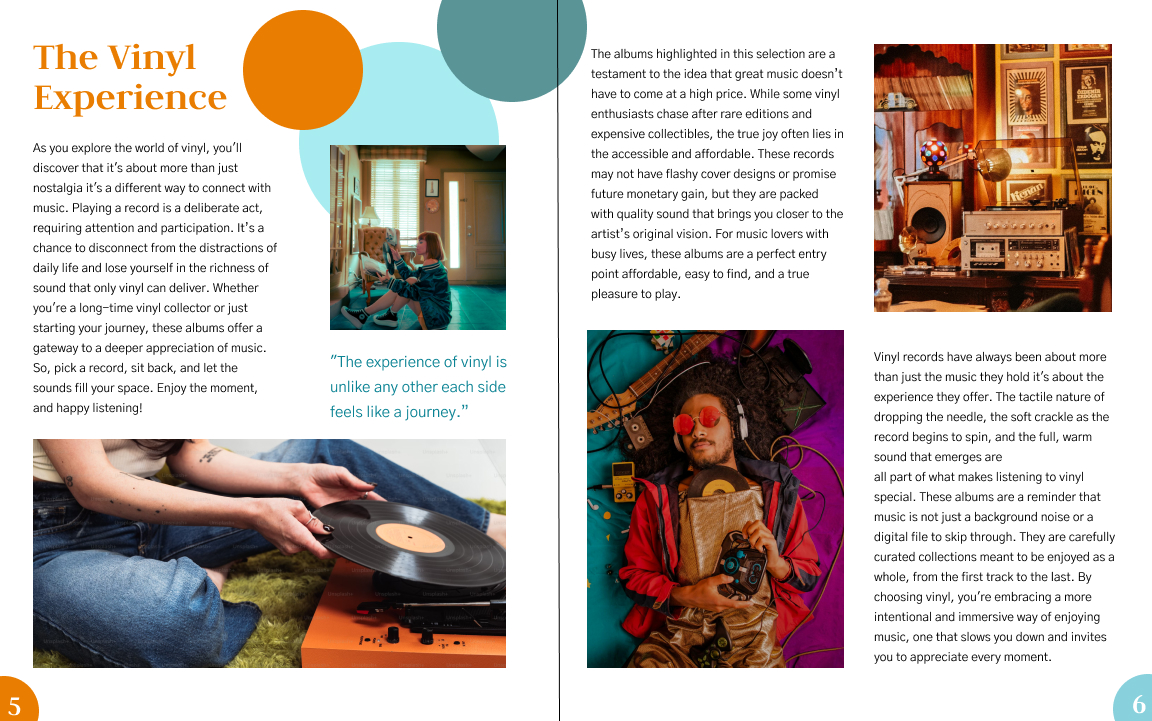 The Vinyl
Experience
As you explore the world of vinyl, you'll
discover that it's about more than just
nostalgia it's a different way to connect with
music. Playing a record is a deliberate act,
requiring attention and participation. It's a
chance to disconnect from the distractions of
daily life and lose yourself in the richness of
sound that only vinyl can deliver. Whether
you're a long-time vinyl collector or just
starting your journey, these albums offer a
gateway to a deeper appreciation of music.
So, pick a record, sit back, and let the
sounds fill your space. Enjoy the moment,
and happy listening!
"The experience of vinyl is
unlike any other each side
feels like a journey."
5
The albums highlighted in this selection are a
testament to the idea that great music doesn't
have to come at a high price. While some vinyl
enthusiasts chase after rare editions and
expensive collectibles, the true joy often lies in
the accessible and affordable. These records
may not have flashy cover designs or promise
future monetary gain, but they are packed
with quality sound that brings you closer to the
artist's original vision. For music lovers with
busy lives, these albums are a perfect entry
point affordable, easy to find, and a true
pleasure to play.
Vinyl records have always been about more
than just the music they hold it's about the
experience they offer. The tactile nature of
dropping the needle, the soft crackle as the
record begins to spin, and the full, warm
sound that emerges are
all part of what makes listening to vinyl
special. These albums are a reminder that
music is not just a background noise or a
digital file to skip through. They are carefully
curated collections meant to be enjoyed as a
whole, from the first track to the last. By
choosing vinyl, you're embracing a more
intentional and immersive way of enjoying
music, one that slows you down and invites
you to appreciate every moment.
6